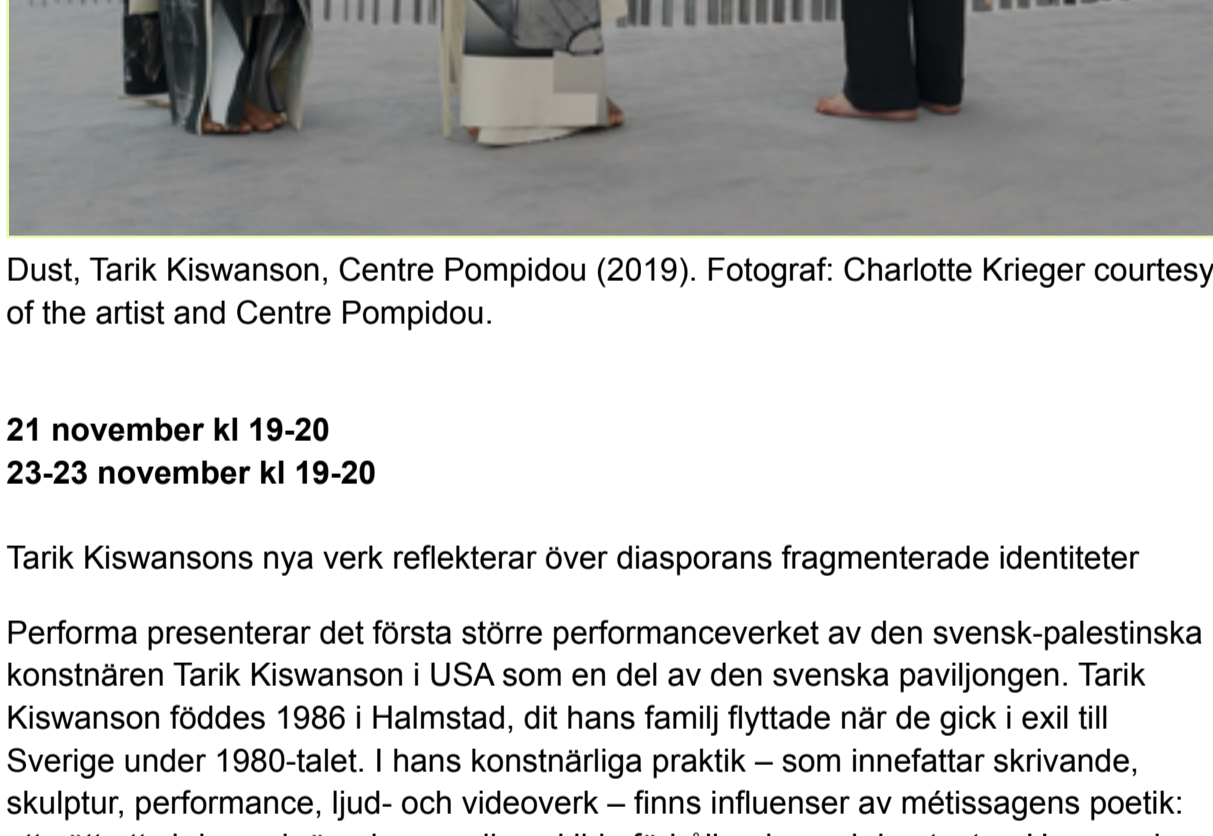 Dust, Tarik Kiswanson, Centre Pompidou (2019). Fotograf: Charlotte Krieger courtesy
of the artist and Centre Pompidou.
21 november kl 19-20
23-23 november kl 19-20
Tarik Kiswansons nya verk reflekterar över diasporans fragmenterade identiteter
Performa presenterar det första större performanceverket av den svensk-palestinska
konstnären Tarik Kiswanson i USA som en del av den svenska paviljongen. Tarik
Kiswanson föddes 1986 i Halmstad, dit hans familj flyttade när de gick i exil till
Sverige under 1980-talet. I hans konstnärliga praktik – som innefattar skrivande,
skulptur, performance, ljud- och videoverk – finns influenser av métissagens poetik: